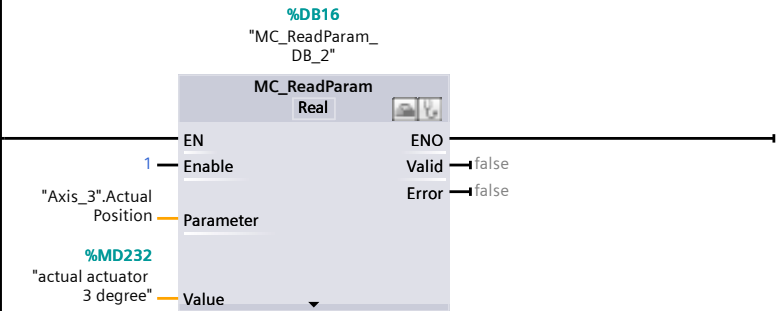 %DB16
"MC_ReadParam_
DB_2"
MC_ReadParam
Real
EN
ENO
1
Enable
Valid
false
"Axis_3".Actual
Position
Parameter
Error
false
%MD232
"actual actuator
3 degree"
Value